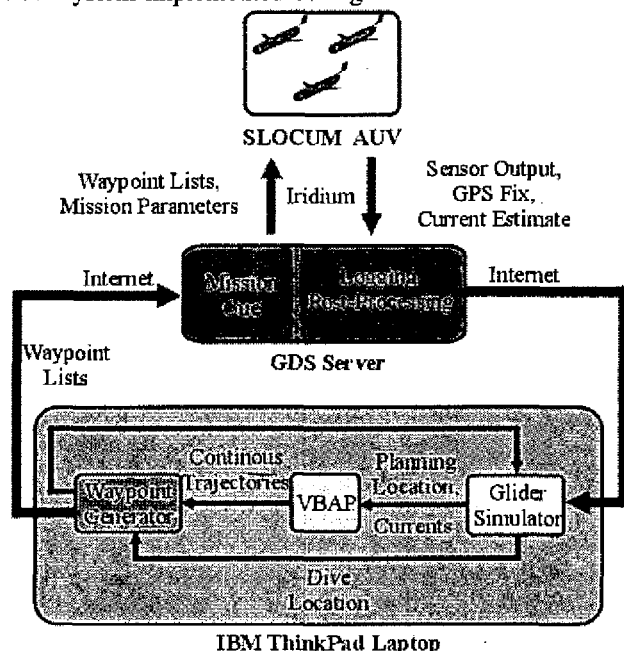 SLOCUM AUV
Waypoint Lists,
Mission Parameters
Iridium
Sensor Output,
GPS Fix,
Current Estimate
Internet
Mission
Que
Logging
Post-Processing
Internet
GDS Server
Waypoint
Lists
Continous
Trajectories
Planning
Location,
Currents
Waypoint
Generator
VBAP
Glider
Simulator
Dive
Location
IBM ThinkPad Laptop